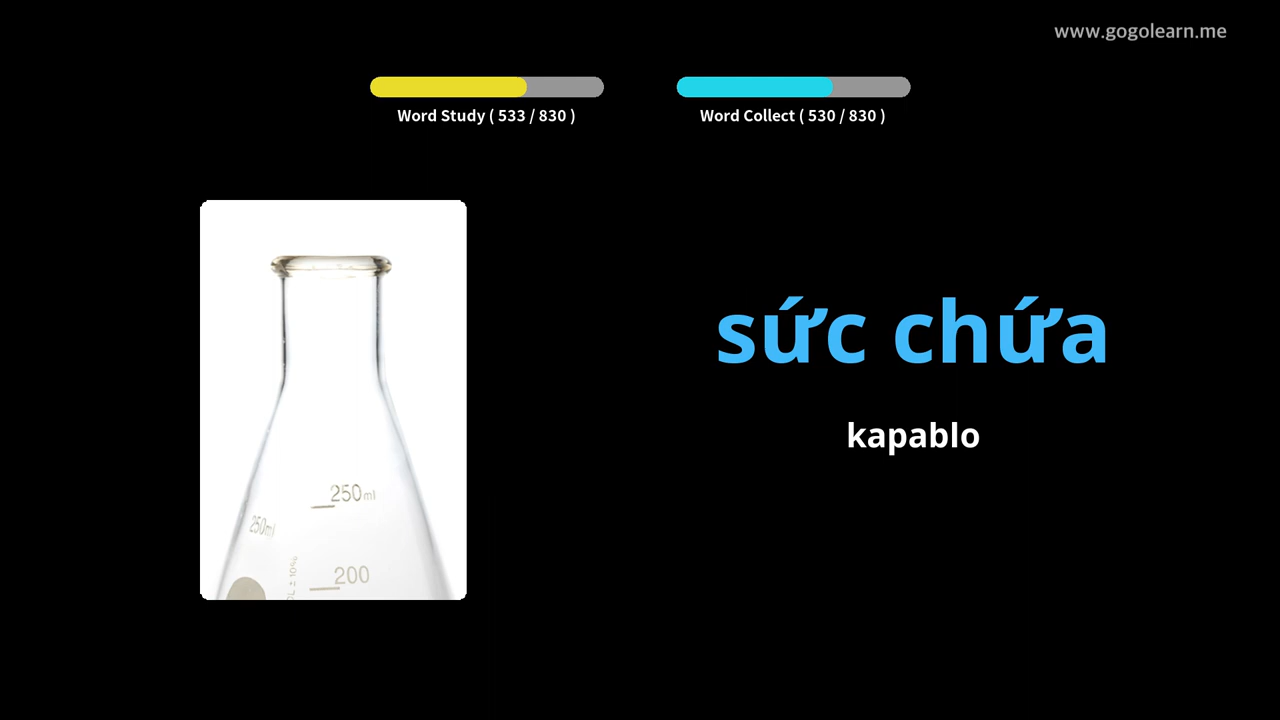 www.gogolearn.me
Word Study ( 533 / 830 )
Word Collect ( 530 / 830 )
sức chứa
kapablo
250ml
250ml
200